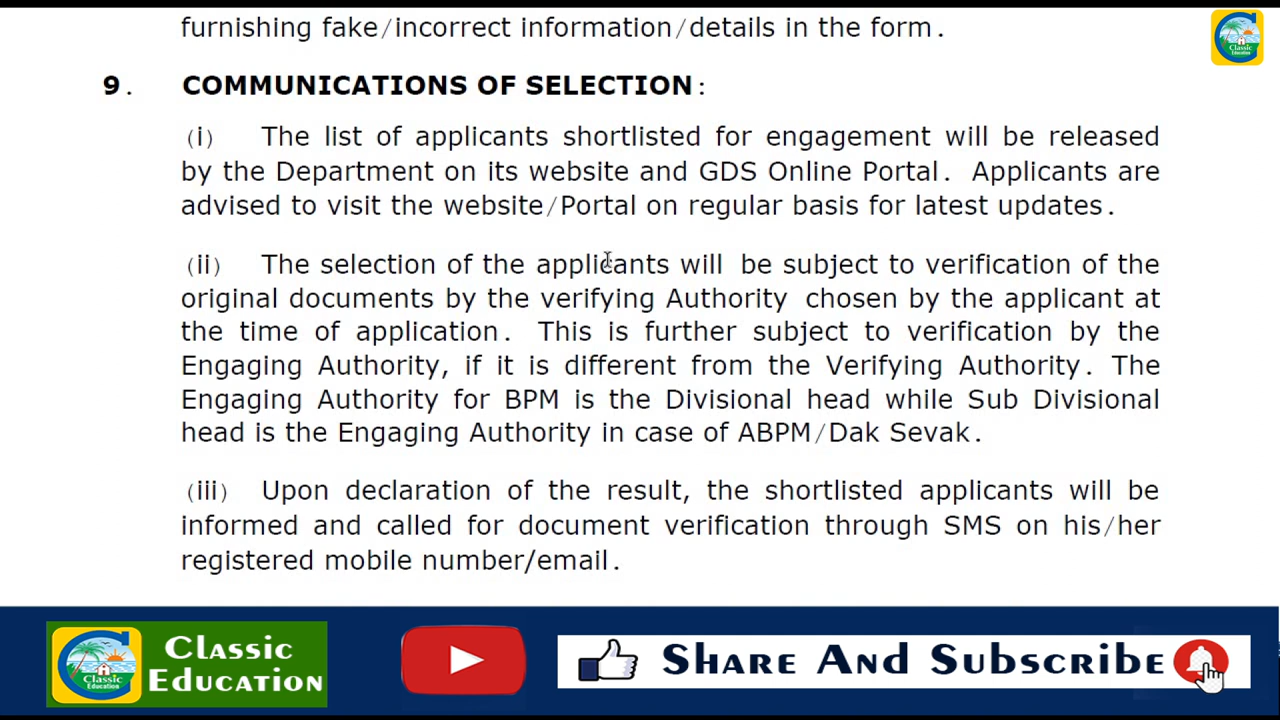 furnishing fake/incorrect information/details in the form.
Classic
Education
9. COMMUNICATIONS OF SELECTION:
(i) The list of applicants shortlisted for engagement will be released
by the Department on its website and GDS Online Portal. Applicants are
advised to visit the website/Portal on regular basis for latest updates.
(ii) The selection of the applicants will be subject to verification of the
original documents by the verifying Authority chosen by the applicant at
the time of application. This is further subject to verification by the
Engaging Authority, if it is different from the Verifying Authority. The
Engaging Authority for BPM is the Divisional head while Sub Divisional
head is the Engaging Authority in case of ABPM/Dak Sevak.
(iii) Upon declaration of the result, the shortlisted applicants will be
informed and called for document verification through SMS on his/her
registered mobile number/email.
Classic
Education
Classic
Education
Share And Subscribe